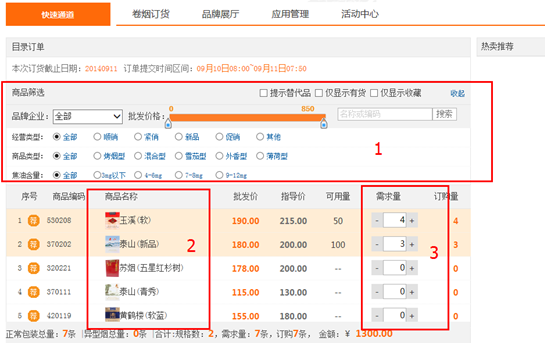 快速通道 卷烟订货 品牌展厅 应用管理 活动中心
目录订单 热卖推荐
本次订货截止日期：20140911 订单提交时间区间：09月10日08:00~09月11日07:50
商品筛选 提示替代品 仅显示有货 仅显示收藏 收起
品牌企业： 全部 批发价格： 0 850 名称或编码 搜索
经营类型： 全部 顺销 紧俏 新品 促销 其他
商品类型： 全部 烤烟型 混合型 雪茄型 外香型 薄荷型
焦油含量： 全部 3mg以下 4-6mg 7-8mg 9-12mg
1
序号 商品编码 商品名称 批发价 指导价 可用量 需求量 订购量
1 荐 530208 玉溪(软) 190.00 215.00 50 - 4 + 4
2 荐 370202 泰山(新品) 180.00 200.00 100 - 3 + 3
3 荐 320221 苏烟(五星红杉树) 178.00 200.00 -- - 0 + 0
4 荐 370111 泰山(青秀) 115.00 130.00 -- - 0 + 0
5 荐 420119 黄鹤楼(软蓝) 155.00 180.00 -- - 0 + 0
2
3
正常包装总量：7条 |异型烟总量：0条 |合计:规格数：2，需求量：7条，订购7条， 金额：￥ 1300.00